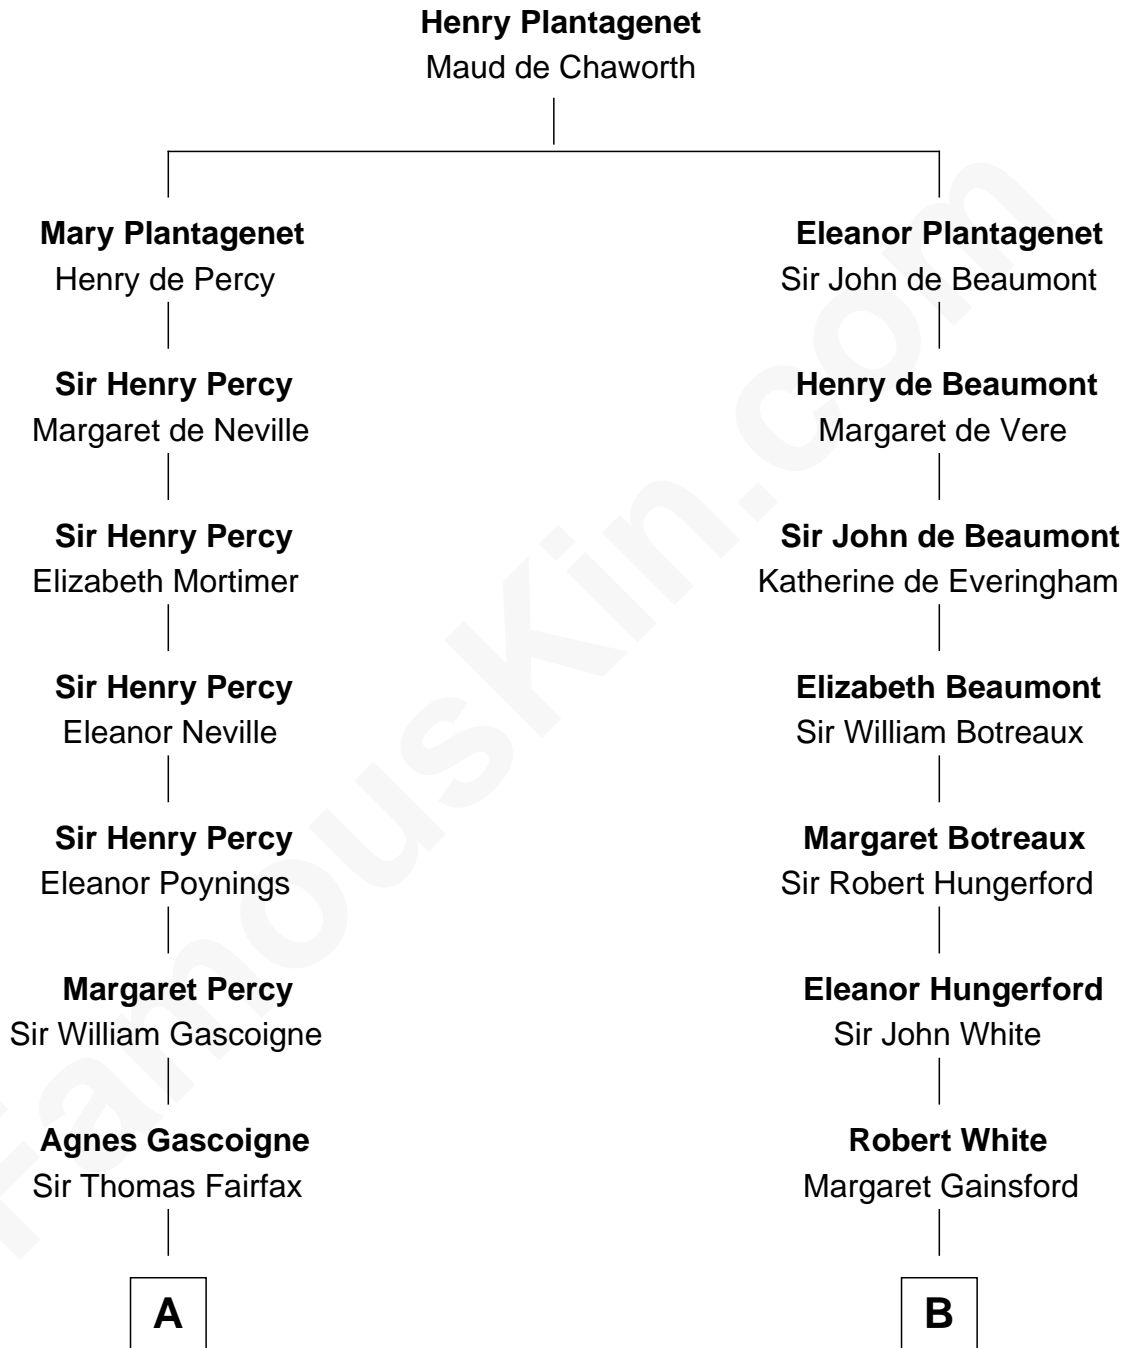 Henry Plantagenet
Maud de Chaworth
Mary Plantagenet
Henry de Percy
Eleanor Plantagenet
Sir John de Beaumont
Sir Henry Percy
Margaret de Neville
Henry de Beaumont
Margaret de Vere
Sir Henry Percy
Elizabeth Mortimer
Sir John de Beaumont
Katherine de Everingham
Sir Henry Percy
Eleanor Neville
Elizabeth Beaumont
Sir William Botreaux
Sir Henry Percy
Eleanor Poynings
Margaret Botreaux
Sir Robert Hungerford
Margaret Percy
Sir William Gascoigne
Eleanor Hungerford
Sir John White
Agnes Gascoigne
Sir Thomas Fairfax
Robert White
Margaret Gainsford
A
B
FamousKin.com